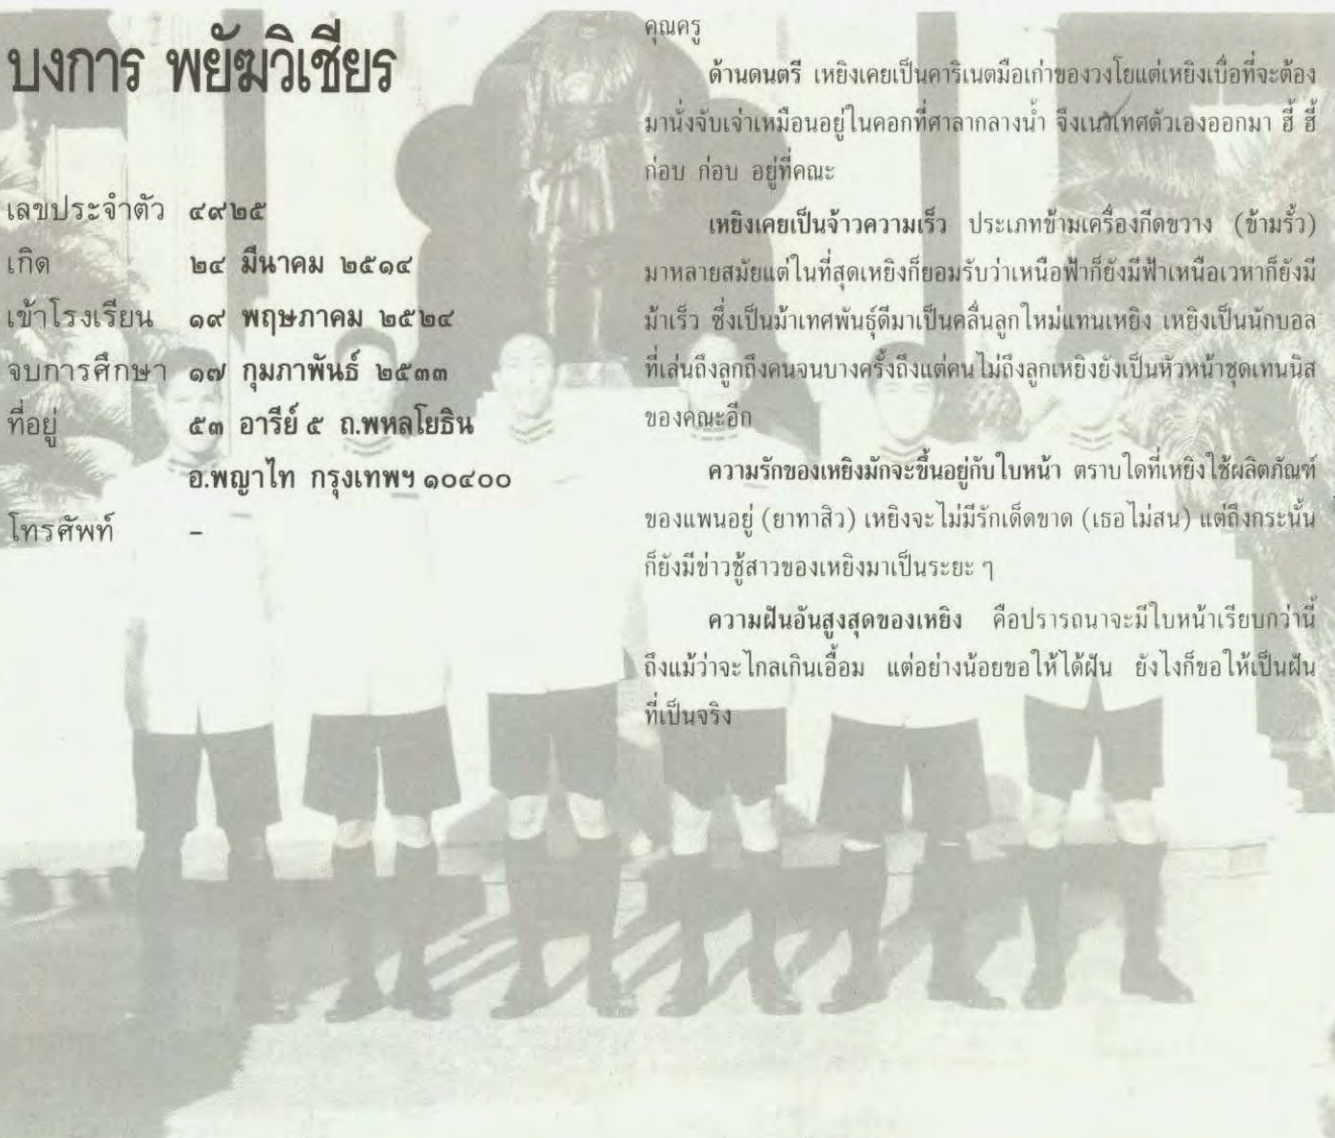 บงการ พยัฆวิเชียร
เลขประจำตัว ๔๙๒๕
เกิด ๒๔ มีนาคม ๒๕๑๔
เข้าโรงเรียน ๑๙ พฤษภาคม ๒๕๒๔
จบการศึกษา ๑๗ กุมภาพันธ์ ๒๕๓๓
ที่อยู่ ๕๓ อารีย์ ๕ ถ.พหลโยธิน
อ.พญาไท กรุงเทพฯ ๑๐๔๐๐
โทรศัพท์ –
คุณครู
ด้านดนตรี เหยิงเคยเป็นคาริเนตมือเก่าของวงโยแต่เหยิงเบื่อที่จะต้อง
มานั่งจับเจ่าเหมือนอยู่ในคอกที่ศาลากลางน้ำ จึงเนรเทศตัวเองออกมา ฮี้ ฮี้
ก่อบ ก่อบ อยู่ที่คณะ
เหยิงเคยเป็นจ้าวความเร็ว ประเภทข้ามเครื่องกีดขวาง (ข้ามรั้ว)
มาหลายสมัยแต่ในที่สุดเหยิงก็ยอมรับว่าเหนือฟ้าก็ยังมีฟ้าเหนือเวหาก็ยังมี
ม้าเร็ว ซึ่งเป็นม้าเทศพันธุ์ดีมาเป็นคลื่นลูกใหม่แทนเหยิง เหยิงเป็นนักบอล
ที่เล่นถึงลูกถึงคนจนบางครั้งถึงแต่คนไม่ถึงลูกเหยิงยังเป็นหัวหน้าชุดเทนนิส
ของคณะอีก
ความรักของเหยิงมักจะขึ้นอยู่กับใบหน้า ตราบใดที่เหยิงใช้ผลิตภัณฑ์
ของแพนอยู่ (ยาทาสิว) เหยิงจะไม่มีรักเด็ดขาด (เธอไม่สน) แต่ถึงกระนั้น
ก็ยังมีข่าวชู้สาวของเหยิงมาเป็นระยะ ๆ
ความฝันอันสูงสุดของเหยิง คือปรารถนาจะมีใบหน้าเรียบกว่านี้
ถึงแม้ว่าจะไกลเกินเอื้อม แต่อย่างน้อยขอให้ได้ฝัน ยังไงก็ขอให้เป็นฝัน
ที่เป็นจริง